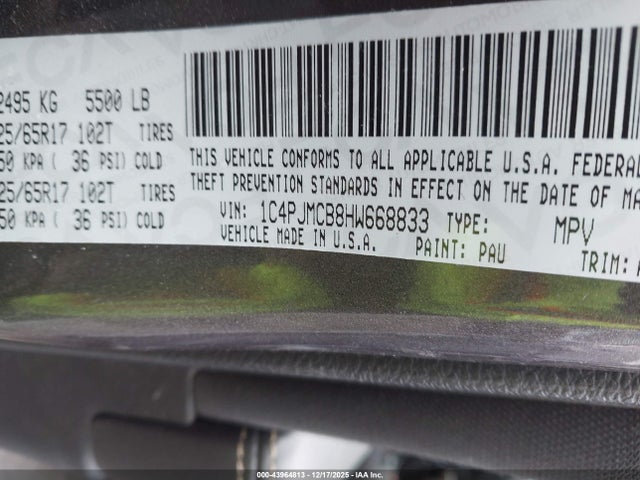 2495 KG 5500 LB
25/65R17 102T TIRES
50 KPA ( 36 PSI) COLD
25/65R17 102T TIRES
50 KPA ( 36 PSI) COLD
THIS VEHICLE CONFORMS TO ALL APPLICABLE U.S.A. FEDERAL
THEFT PREVENTION STANDARDS IN EFFECT ON THE DATE OF MA
VIN: 1C4PJMCB8HW668833 TYPE: MPV
VEHICLE MADE IN U.S.A. PAINT: PAU TRIM:
000-43964813 - 12/17/2025 - IAA Inc.